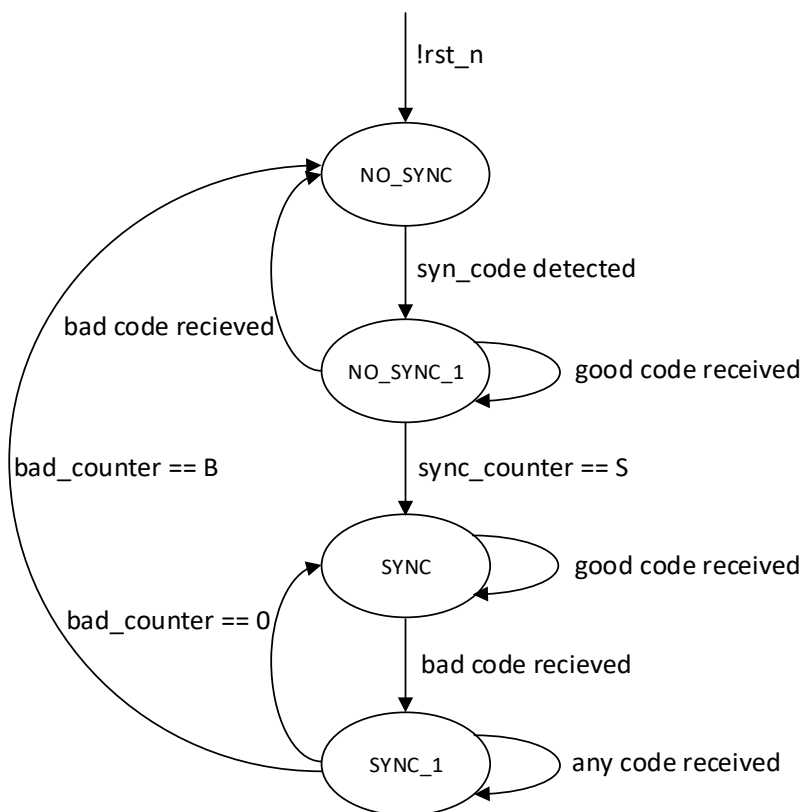 !rst_n
NO_SYNC
syn_code detected
bad code recieved
NO_SYNC_1
good code received
bad_counter == B
sync_counter == S
SYNC
good code received
bad_counter == 0
bad code recieved
SYNC_1
any code received